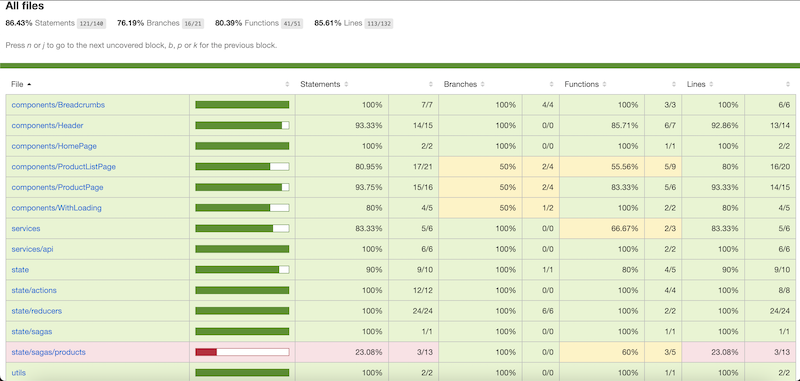 All files
86.43% Statements 121/140 76.19% Branches 16/21 80.39% Functions 41/51 85.61% Lines 113/132
Press n or j to go to the next uncovered block, b, p or k for the previous block.
File Statements Branches Functions Lines
components/Breadcrumbs 100% 7/7 100% 4/4 100% 3/3 100% 6/6
components/Header 93.33% 14/15 100% 0/0 85.71% 6/7 92.86% 13/14
components/HomePage 100% 2/2 100% 0/0 100% 1/1 100% 2/2
components/ProductListPage 80.95% 17/21 50% 2/4 55.56% 5/9 80% 16/20
components/ProductPage 93.75% 15/16 50% 2/4 83.33% 5/6 93.33% 14/15
components/WithLoading 80% 4/5 50% 1/2 100% 2/2 80% 4/5
services 83.33% 5/6 100% 0/0 66.67% 2/3 83.33% 5/6
services/api 100% 6/6 100% 0/0 100% 2/2 100% 6/6
state 90% 9/10 100% 1/1 80% 4/5 90% 9/10
state/actions 100% 12/12 100% 0/0 100% 4/4 100% 8/8
state/reducers 100% 24/24 100% 6/6 100% 2/2 100% 24/24
state/sagas 100% 1/1 100% 0/0 100% 1/1 100% 1/1
state/sagas/products 23.08% 3/13 100% 0/0 60% 3/5 23.08% 3/13
utils 100% 2/2 100% 0/0 100% 1/1 100% 2/2